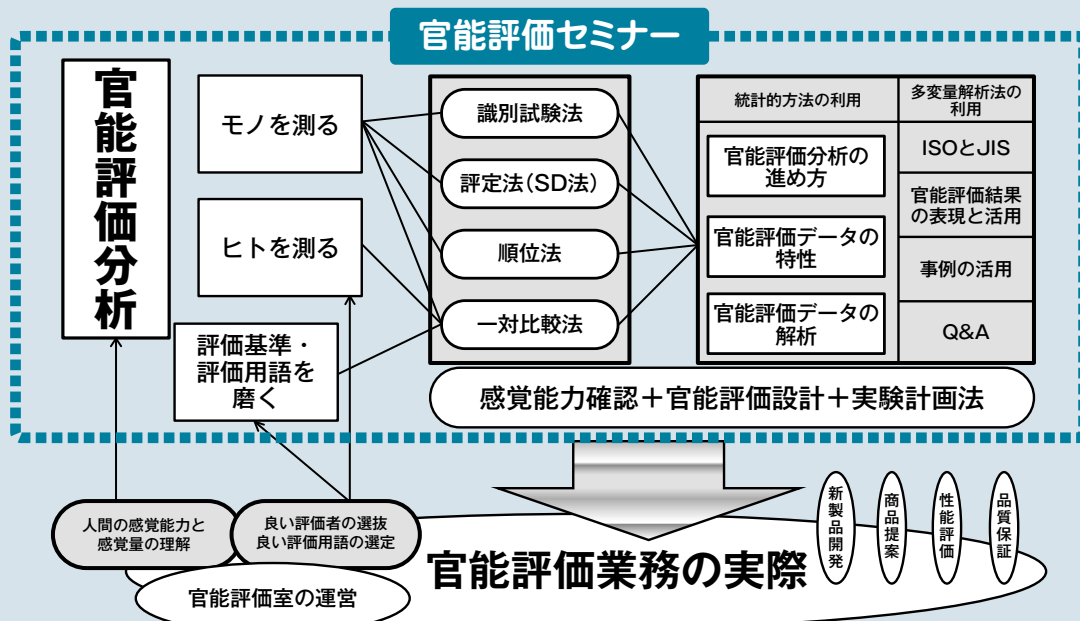 官能評価セミナー
官能評価分析
モノを測る
ヒトを測る
評価基準・
評価用語を
磨く
識別試験法
評定法(SD法)
順位法
一対比較法
統計的方法の利用
官能評価分析の
進め方
官能評価データの
特性
官能評価データの
解析
多変量解析法の
利用
ISOとJIS
官能評価結果
の表現と活用
事例の活用
Q&A
感覚能力確認＋官能評価設計＋実験計画法
人間の感覚能力と
感覚量の理解
良い評価者の選抜
良い評価用語の選定
官能評価室の運営
官能評価業務の実際
新製品開発
商品提案
性能評価
品質保証